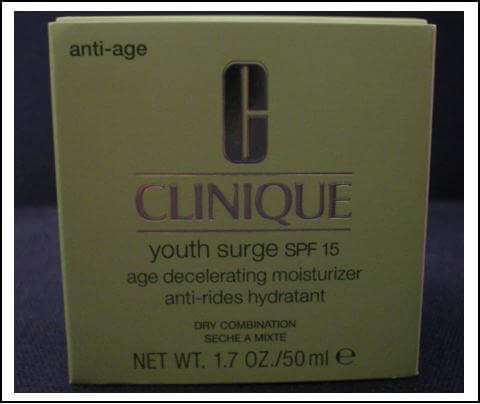 anti-age
C
CLINIQUE
youth surge SPF 15
age decelerating moisturizer
anti-rides hydratant
DRY COMBINATION
SECHE A MIXTE
NET WT. 1.7 OZ./50 ml ℮